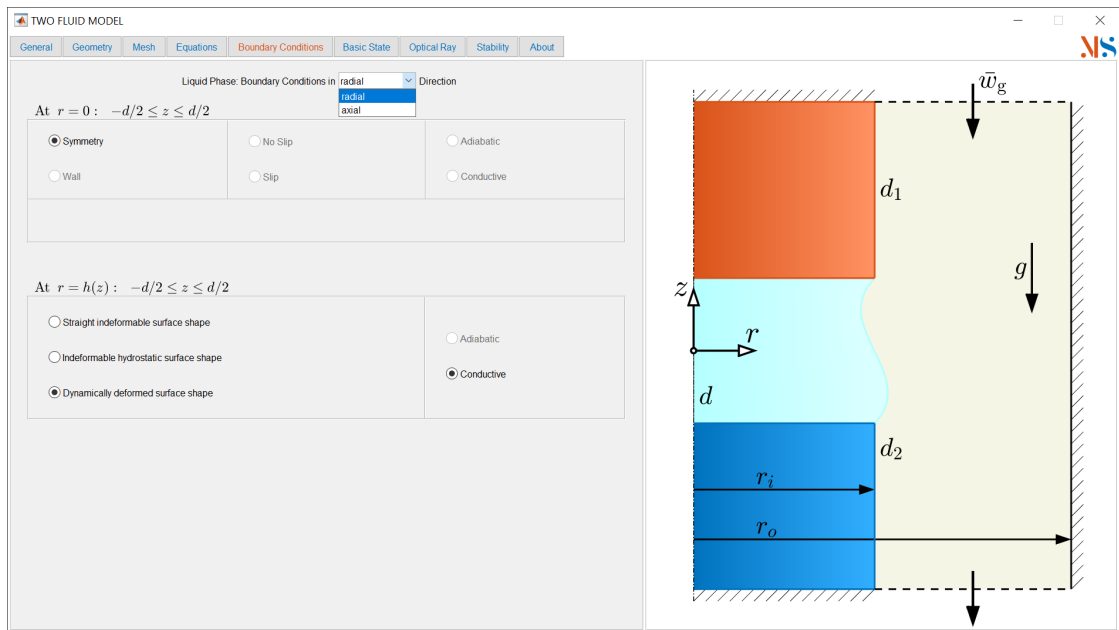 TWO FLUID MODEL
General Geometry Mesh Equations Boundary Conditions Basic State Optical Ray Stability About
Liquid Phase: Boundary Conditions in radial Direction
radial
axial
At r = 0 : −d/2 ≤ z ≤ d/2
Symmetry No Slip Adiabatic
Wall Slip Conductive
At r = h(z) : −d/2 ≤ z ≤ d/2
Straight indeformable surface shape
Adiabatic
Indeformable hydrostatic surface shape
Conductive
Dynamically deformed surface shape
w̄g
d1
g
z
r
d
d2
ri
ro